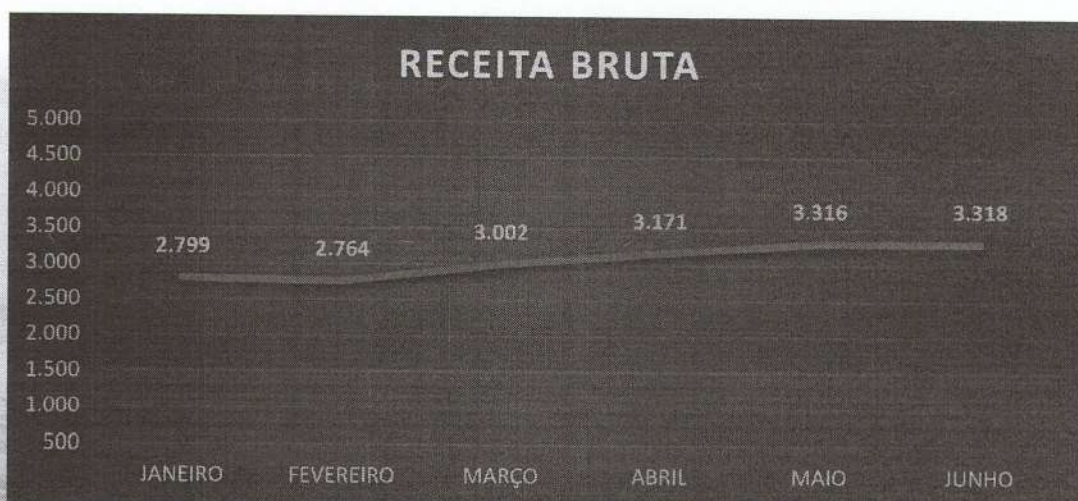 RECEITA BRUTA
5.000
4.500
4.000
3.500
3.000
2.500
2.000
1.500
1.000
500
2.799
2.764
3.002
3.171
3.316
3.318
JANEIRO
FEVEREIRO
MARÇO
ABRIL
MAIO
JUNHO